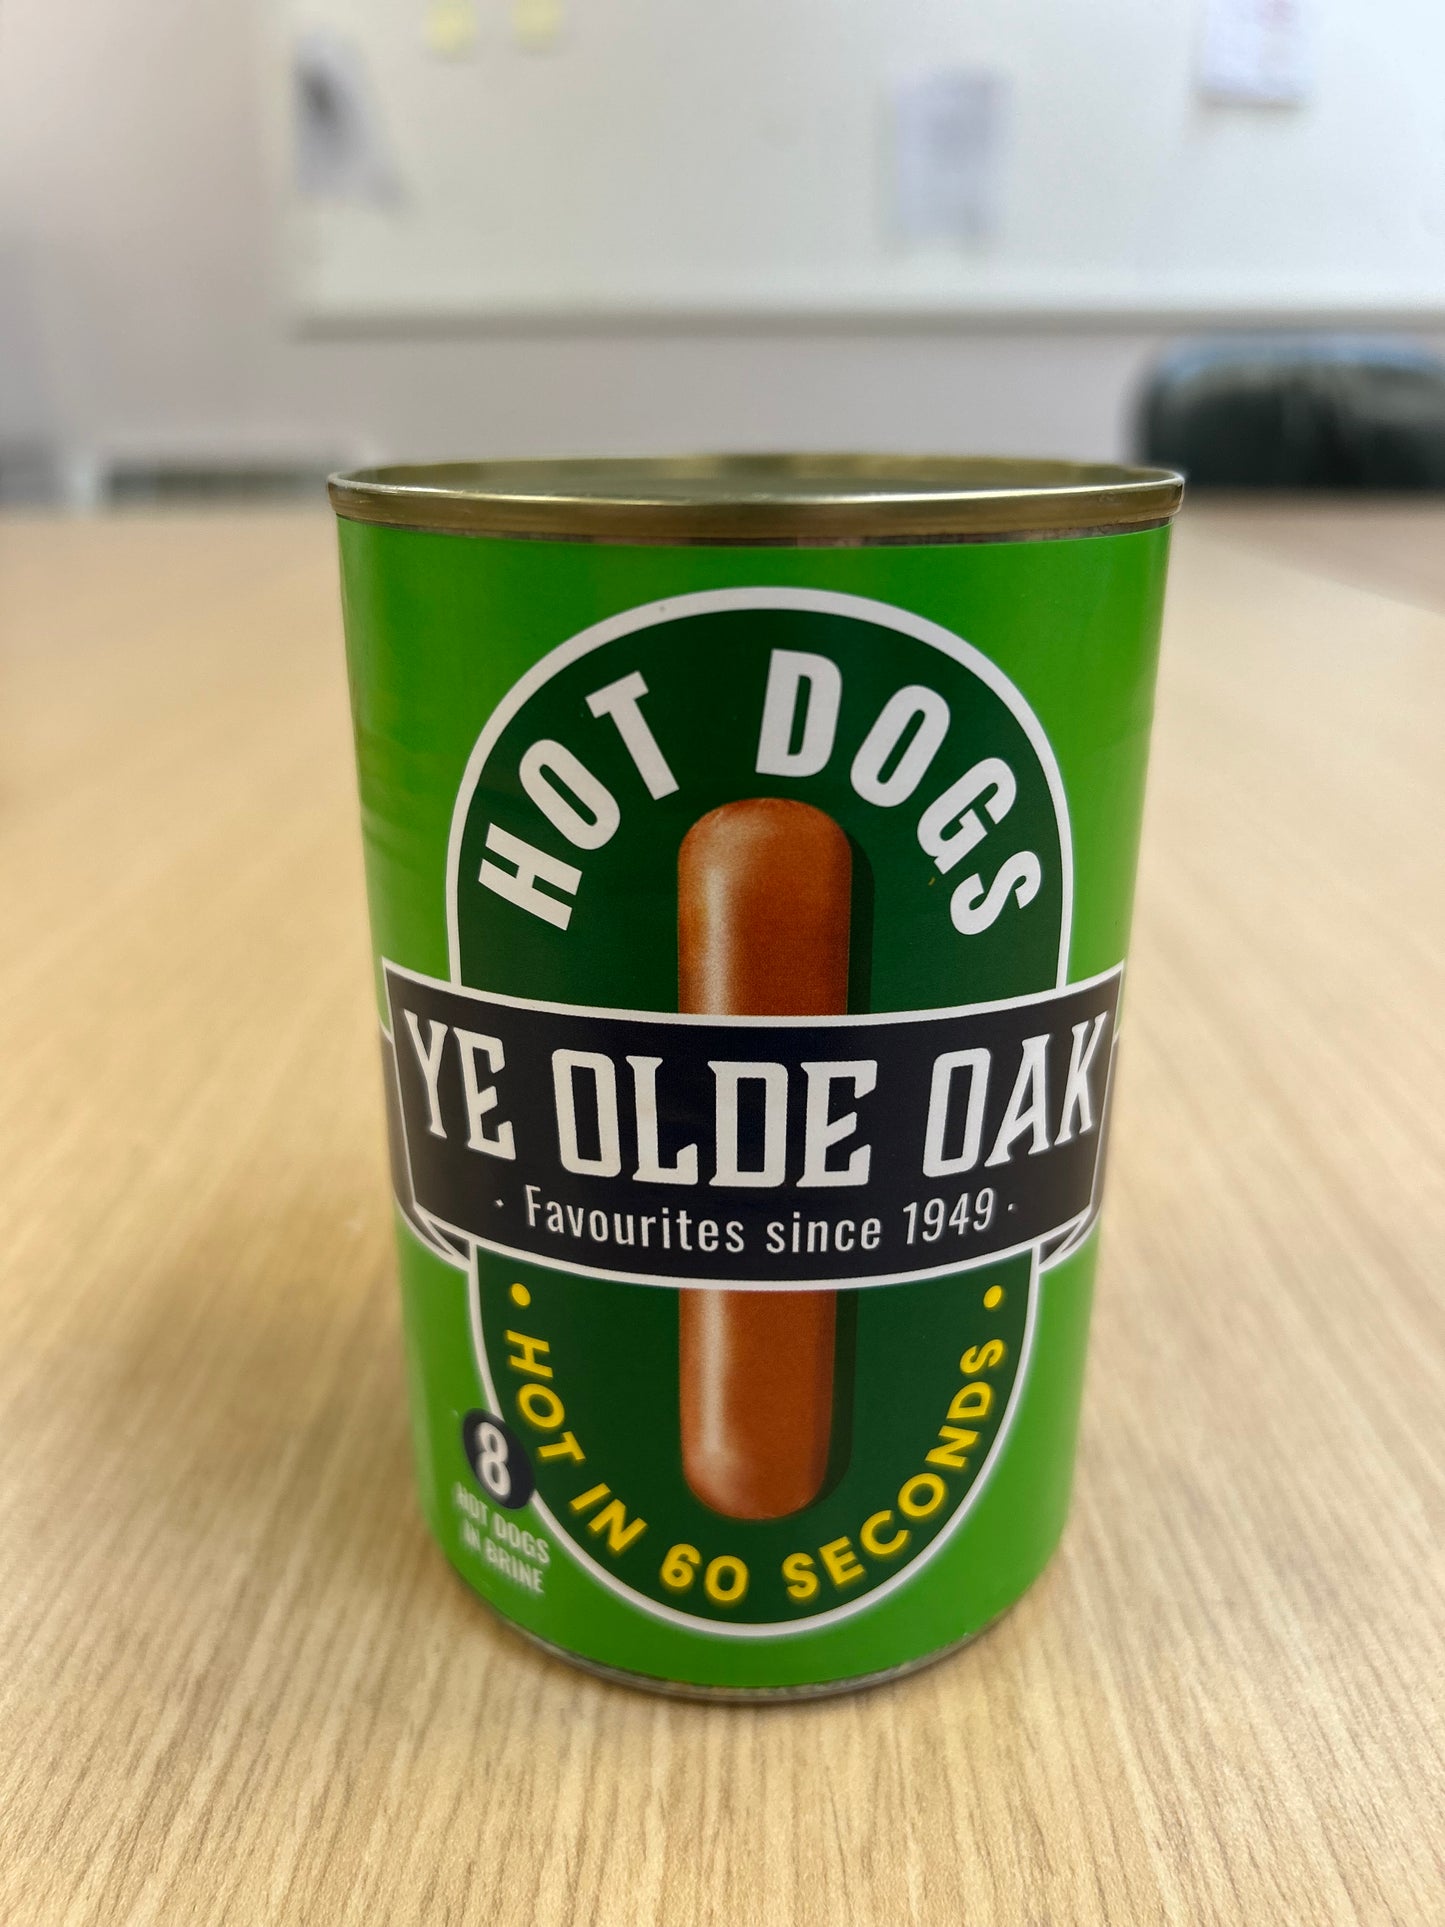 HOT DOGS
YE OLDE OAK
· Favourites since 1949 ·
• HOT IN 60 SECONDS •
8
HOT DOGS
IN BRINE